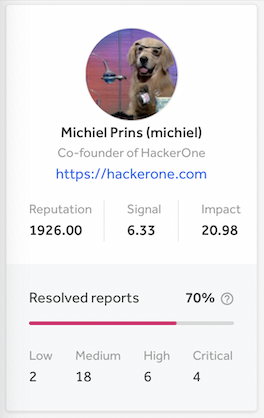 Michiel Prins (michiel)
Co-founder of HackerOne
https://hackerone.com
Reputation Signal Impact
1926.00 6.33 20.98
Resolved reports 70% ?
Low Medium High Critical
2 18 6 4